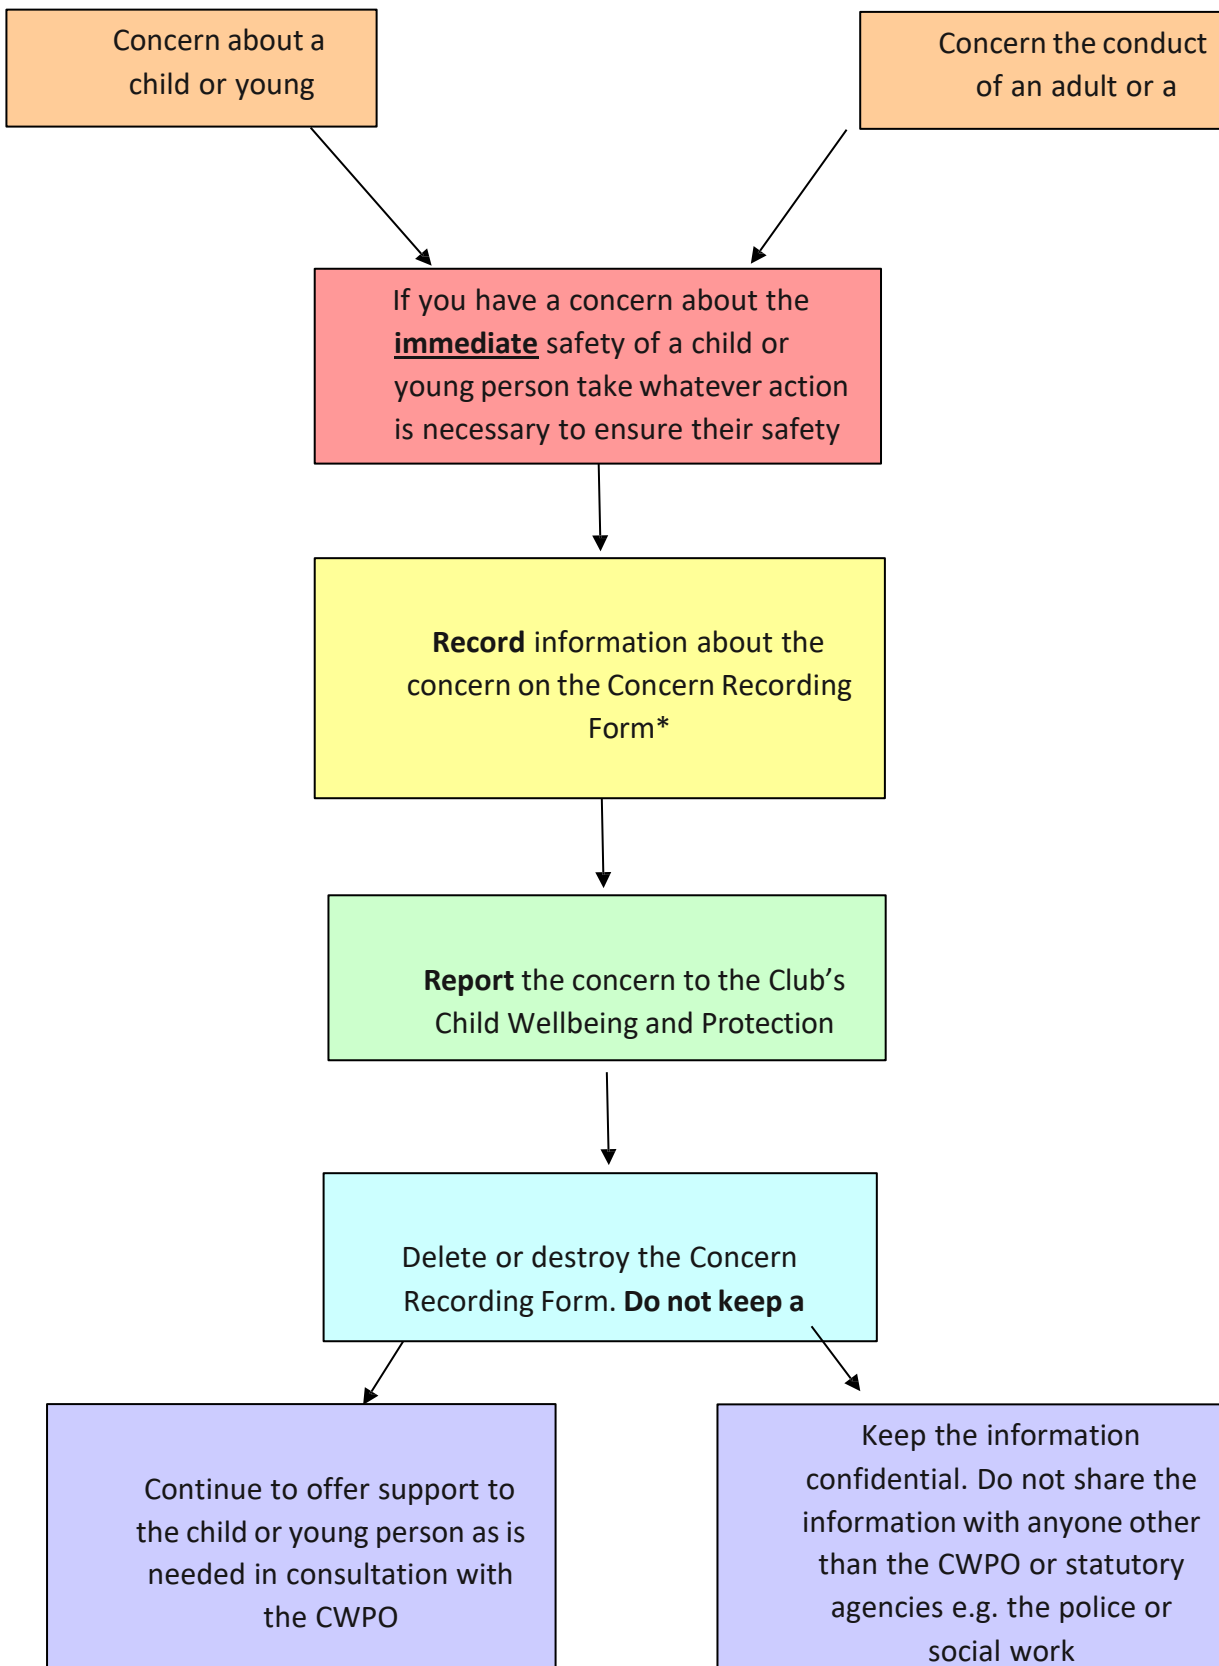 Concern about a
child or young
Concern the conduct
of an adult or a
If you have a concern about the
immediate safety of a child or
young person take whatever action
is necessary to ensure their safety
Record information about the
concern on the Concern Recording
Form*
Report the concern to the Club’s
Child Wellbeing and Protection
Delete or destroy the Concern
Recording Form. Do not keep a
Continue to offer support to
the child or young person as is
needed in consultation with
the CWPO
Keep the information
confidential. Do not share the
information with anyone other
than the CWPO or statutory
agencies e.g. the police or
social work